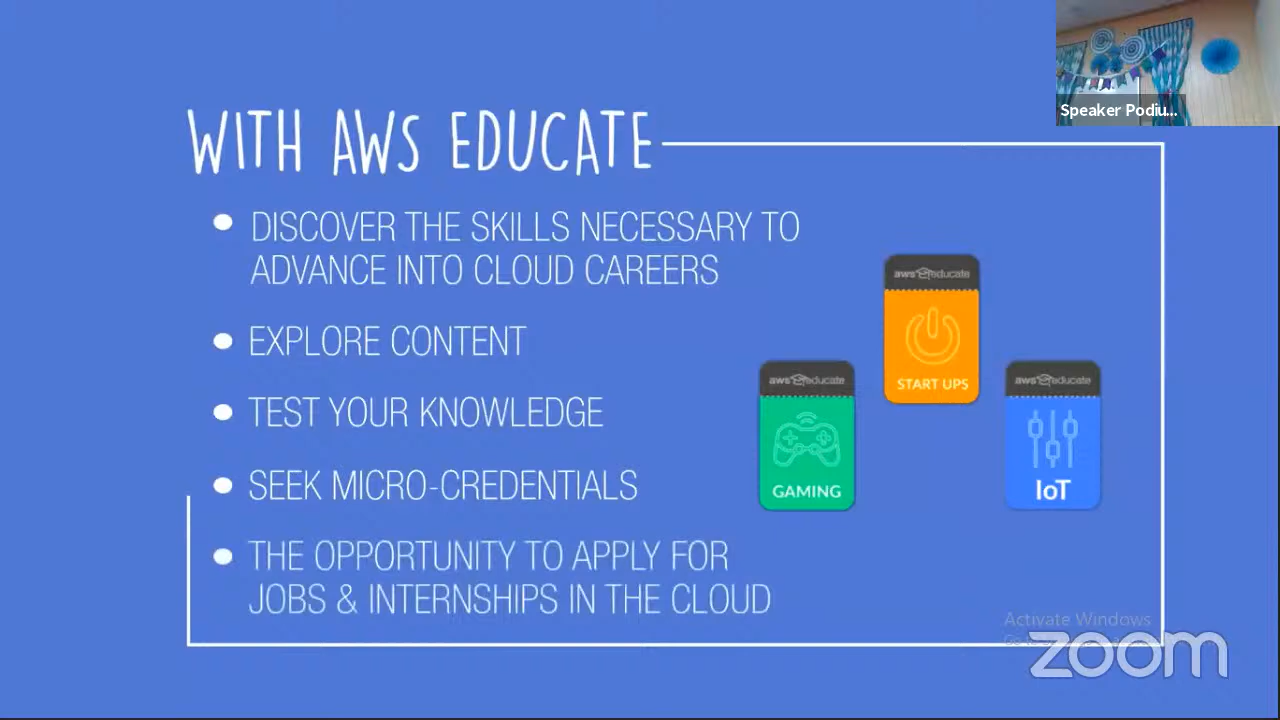 Speaker Podiu...
WITH AWS EDUCATE
DISCOVER THE SKILLS NECESSARY TO
ADVANCE INTO CLOUD CAREERS
EXPLORE CONTENT
TEST YOUR KNOWLEDGE
SEEK MICRO-CREDENTIALS
THE OPPORTUNITY TO APPLY FOR
JOBS & INTERNSHIPS IN THE CLOUD
aws educate
START UPS
aws educate
GAMING
aws educate
IoT
Activate Windows
zoom